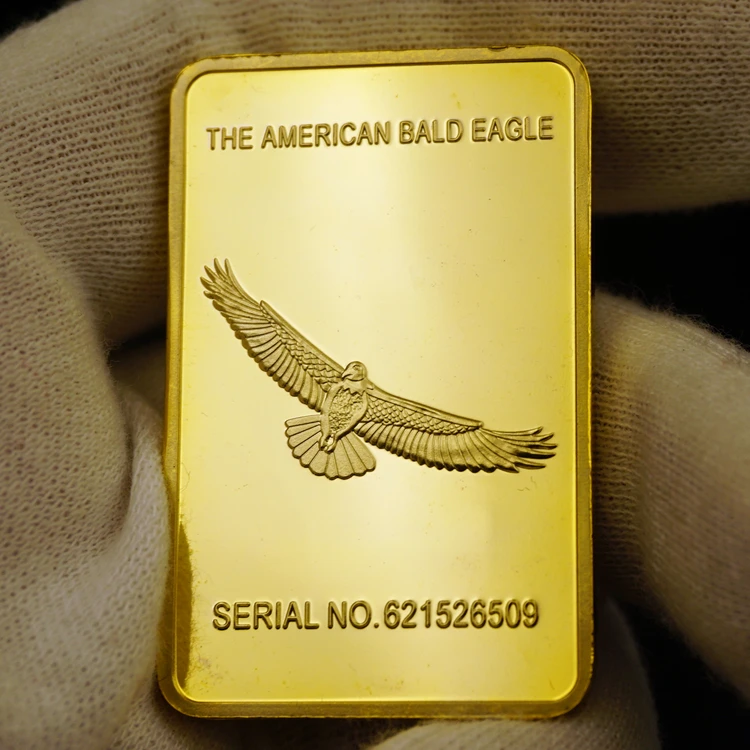 THE AMERICAN BALD EAGLE
SERIAL NO.621526509